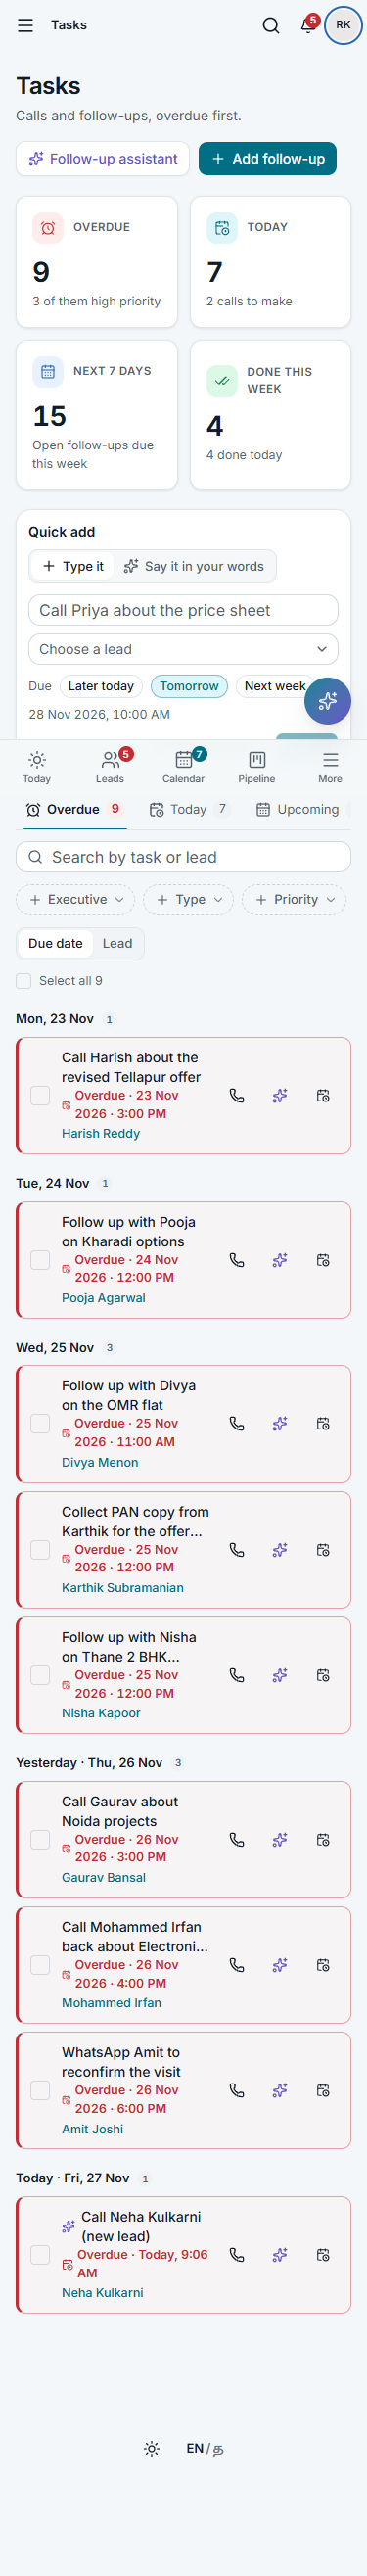 Tasks
5
RK
Tasks
Calls and follow-ups, overdue first.
Follow-up assistant
Add follow-up
OVERDUE
9
3 of them high priority
TODAY
7
2 calls to make
NEXT 7 DAYS
15
Open follow-ups due
this week
DONE THIS
WEEK
4
4 done today
Quick add
Type it
Say it in your words
Call Priya about the price sheet
Choose a lead
Due
Later today
Tomorrow
Next week
28 Nov 2026, 10:00 AM
Today
5
Leads
7
Calendar
Pipeline
More
Overdue 9
Today 7
Upcoming
Search by task or lead
Executive
Type
Priority
Due date
Lead
Select all 9
Mon, 23 Nov 1
Call Harish about the
revised Tellapur offer
Overdue · 23 Nov
2026 · 3:00 PM
Harish Reddy
Tue, 24 Nov 1
Follow up with Pooja
on Kharadi options
Overdue · 24 Nov
2026 · 12:00 PM
Pooja Agarwal
Wed, 25 Nov 3
Follow up with Divya
on the OMR flat
Overdue · 25 Nov
2026 · 11:00 AM
Divya Menon
Collect PAN copy from
Karthik for the offer...
Overdue · 25 Nov
2026 · 12:00 PM
Karthik Subramanian
Follow up with Nisha
on Thane 2 BHK...
Overdue · 25 Nov
2026 · 12:00 PM
Nisha Kapoor
Yesterday · Thu, 26 Nov 3
Call Gaurav about
Noida projects
Overdue · 26 Nov
2026 · 3:00 PM
Gaurav Bansal
Call Mohammed Irfan
back about Electroni...
Overdue · 26 Nov
2026 · 4:00 PM
Mohammed Irfan
WhatsApp Amit to
reconfirm the visit
Overdue · 26 Nov
2026 · 6:00 PM
Amit Joshi
Today · Fri, 27 Nov 1
Call Neha Kulkarni
(new lead)
Overdue · Today, 9:06
AM
Neha Kulkarni
EN / த